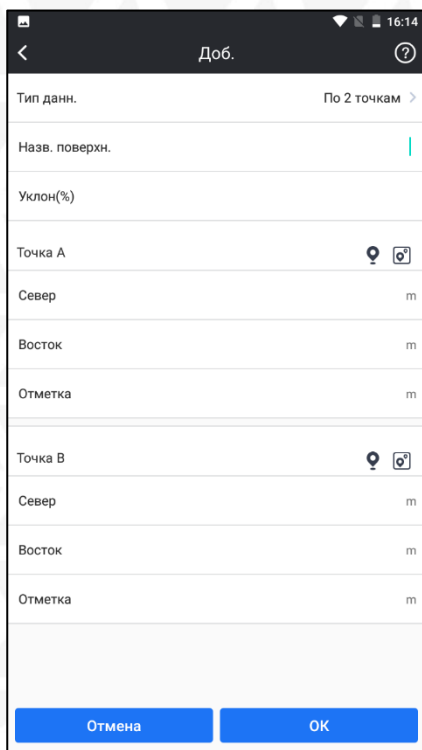 16:14
Доб.
Тип данн. По 2 точкам
Назв. поверхн.
Уклон(%)
Точка A
Север m
Восток m
Отметка m
Точка B
Север m
Восток m
Отметка m
Отмена OK